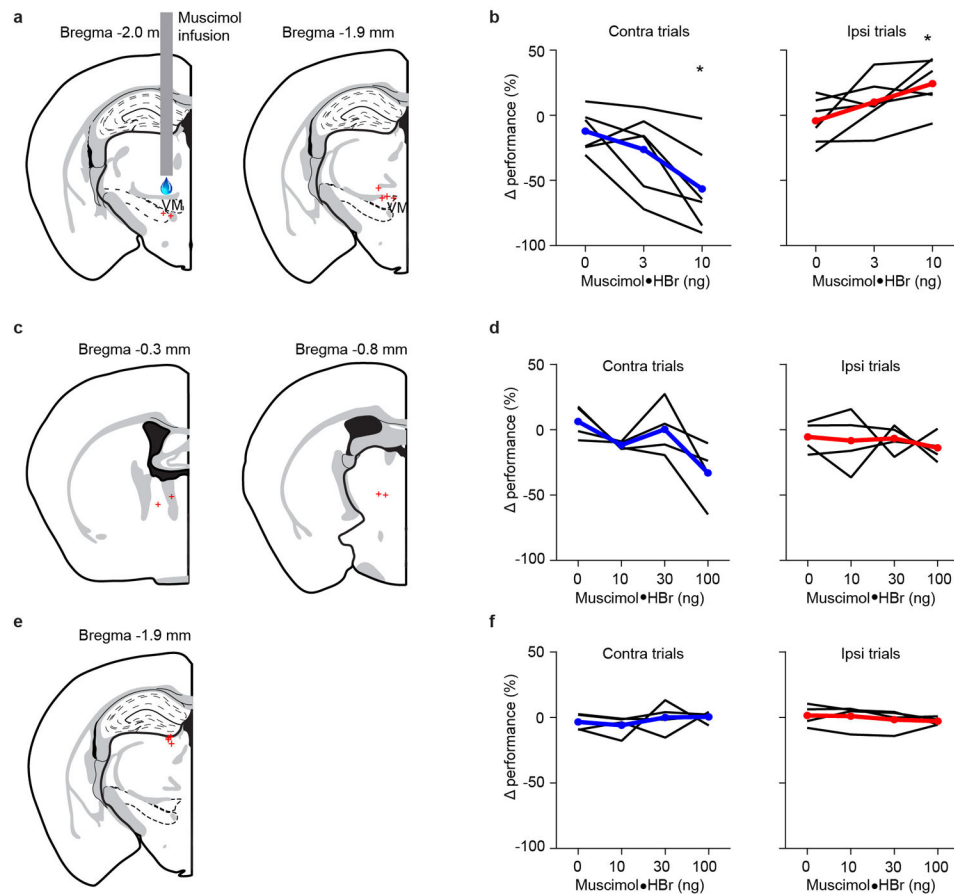 a
Bregma -2.0 m
Muscimol
infusion
VM
Bregma -1.9 mm
VM
b
Contra trials
Δ performance (%)
50
0
-50
-100
*
0 3 10
Muscimol●HBr (ng)
Ipsi trials
*
0 3 10
Muscimol●HBr (ng)
c
Bregma -0.3 mm
Bregma -0.8 mm
d
Contra trials
Δ performance (%)
50
0
-50
-100
0 10 30 100
Muscimol●HBr (ng)
Ipsi trials
0 10 30 100
Muscimol●HBr (ng)
e
Bregma -1.9 mm
f
Contra trials
Δ performance (%)
50
0
-50
-100
0 10 30 100
Muscimol●HBr (ng)
Ipsi trials
0 10 30 100
Muscimol●HBr (ng)